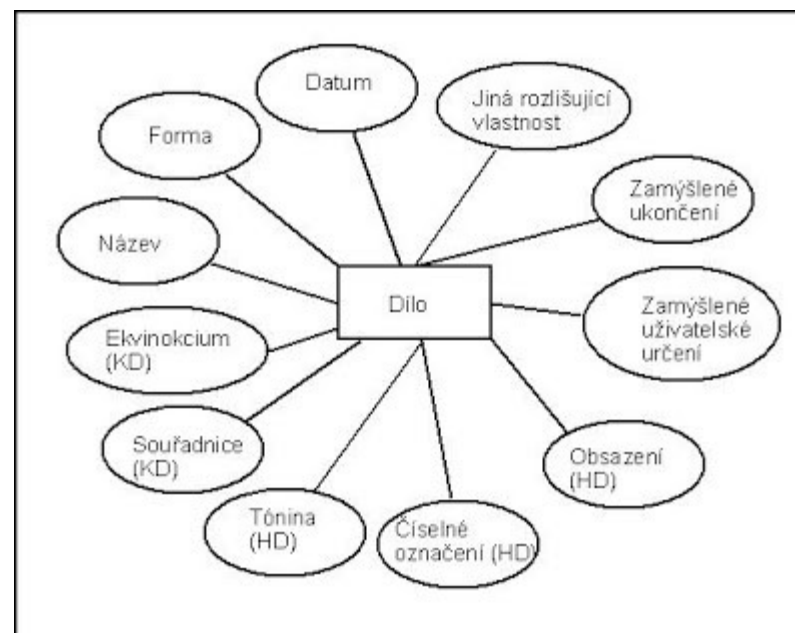 Datum
Jiná rozlišující
vlastnost
Forma
Zamýšlené
ukončení
Název
Dílo
Zamýšlené
uživatelské
určení
Ekvinokcium
(KD)
Souřadnice
(KD)
Obsazení
(HD)
Tónina
(HD)
Číselné
označení (HD)